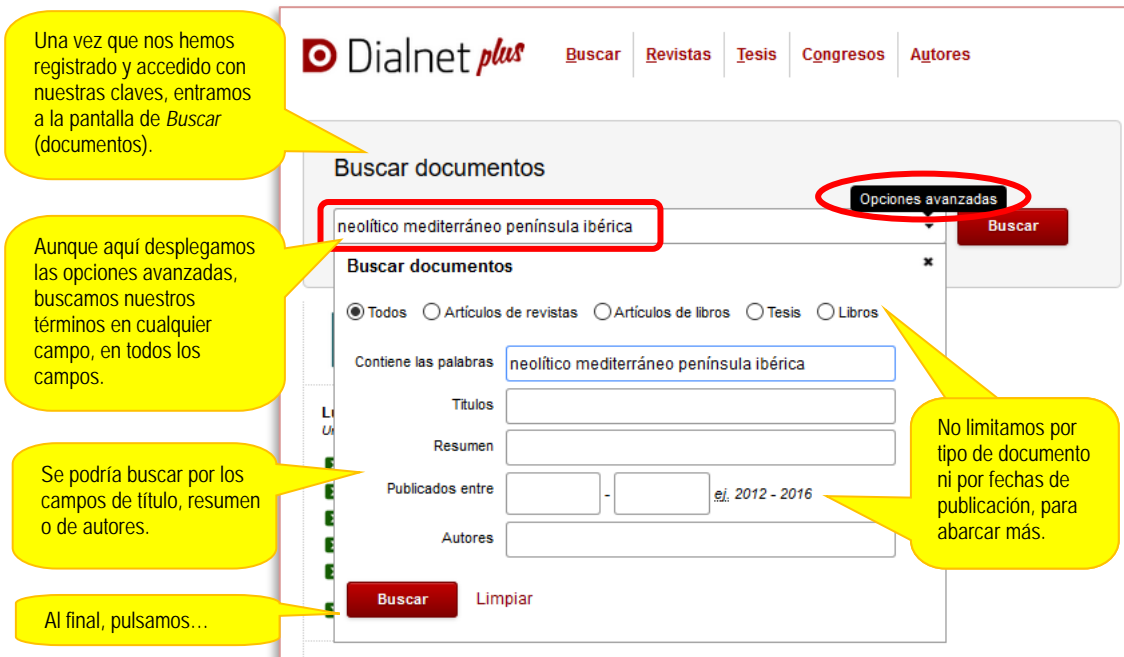 Una vez que nos hemos
registrado y accedido con
nuestras claves, entramos
a la pantalla de Buscar
(documentos).
Dialnet plus
Buscar Revistas Tesis Congresos Autores
Buscar documentos
Opciones avanzadas
neolítico mediterráneo península ibérica
Buscar
Aunque aquí desplegamos
las opciones avanzadas,
buscamos nuestros
términos en cualquier
campo, en todos los
campos.
Buscar documentos
Todos Artículos de revistas Artículos de libros Tesis Libros
Contiene las palabras neolítico mediterráneo península ibérica
Titulos
Resumen
Publicados entre - ej. 2012 - 2016
Autores
Buscar Limpiar
No limitamos por
tipo de documento
ni por fechas de
publicación, para
abarcar más.
Se podría buscar por los
campos de título, resumen
o de autores.
Al final, pulsamos…